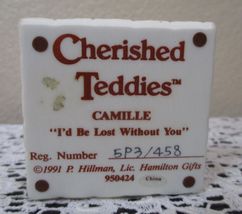 Cherished
Teddies™
CAMILLE
"I'd Be Lost Without You"
Reg. Number 5P3/458
©1991 P. Hillman, Lic. Hamilton Gifts
950424 China